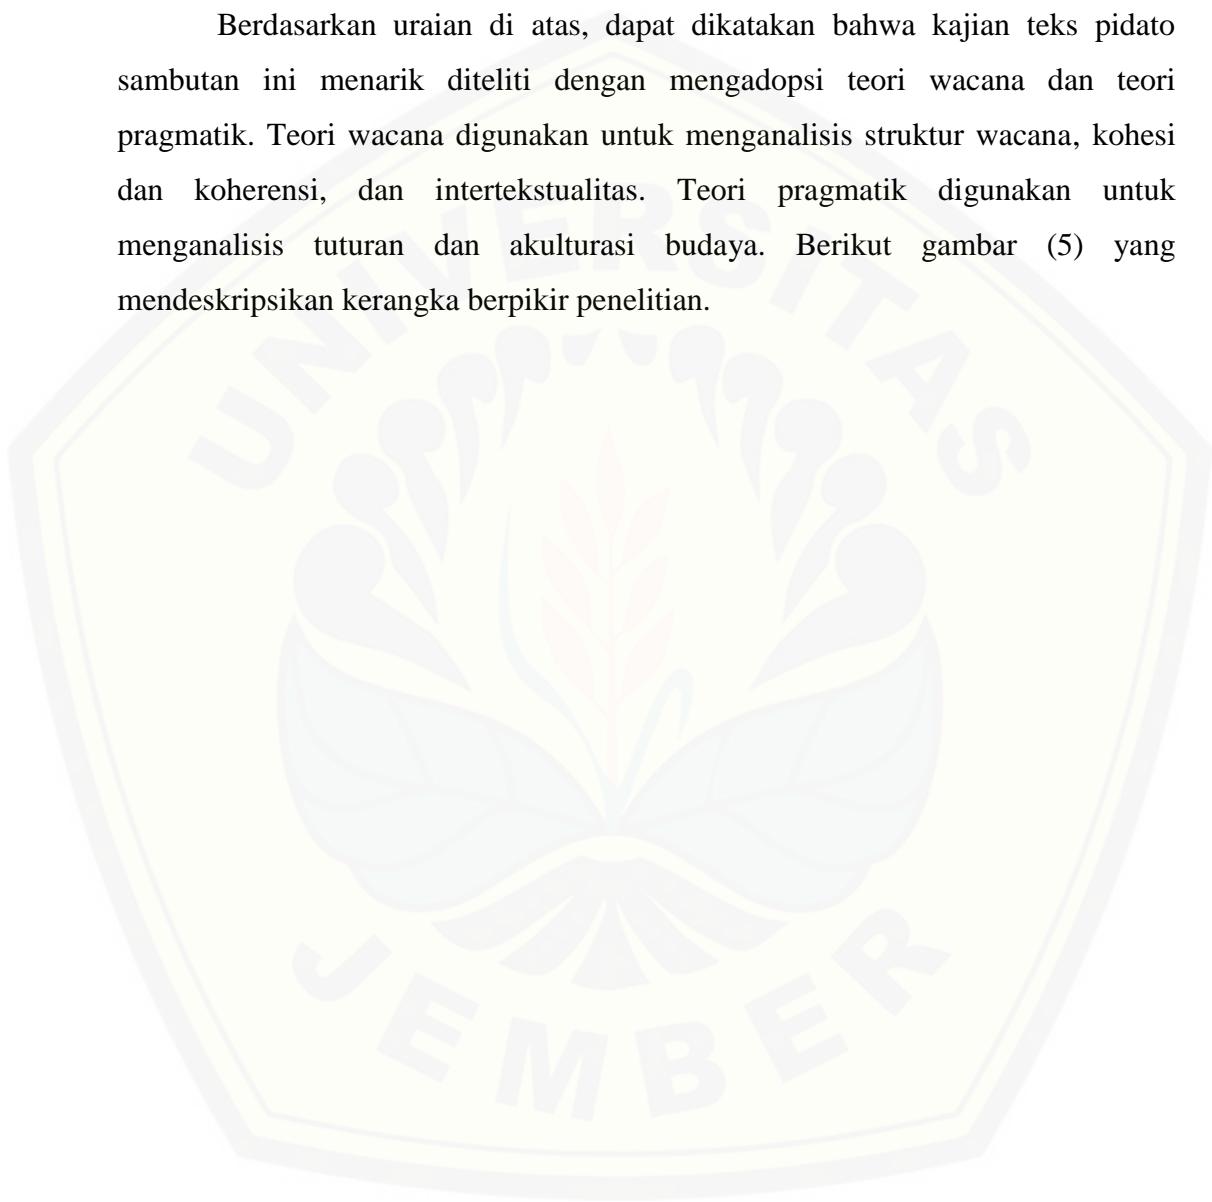 Berdasarkan uraian di atas, dapat dikatakan bahwa kajian teks pidato
sambutan ini menarik diteliti dengan mengadopsi teori wacana dan teori
pragmatik. Teori wacana digunakan untuk menganalisis struktur wacana, kohesi
dan koherensi, dan intertekstualitas. Teori pragmatik digunakan untuk
menganalisis tuturan dan akulturasi budaya. Berikut gambar (5) yang
mendeskripsikan kerangka berpikir penelitian.
UNIVERSITAS
JEMBER